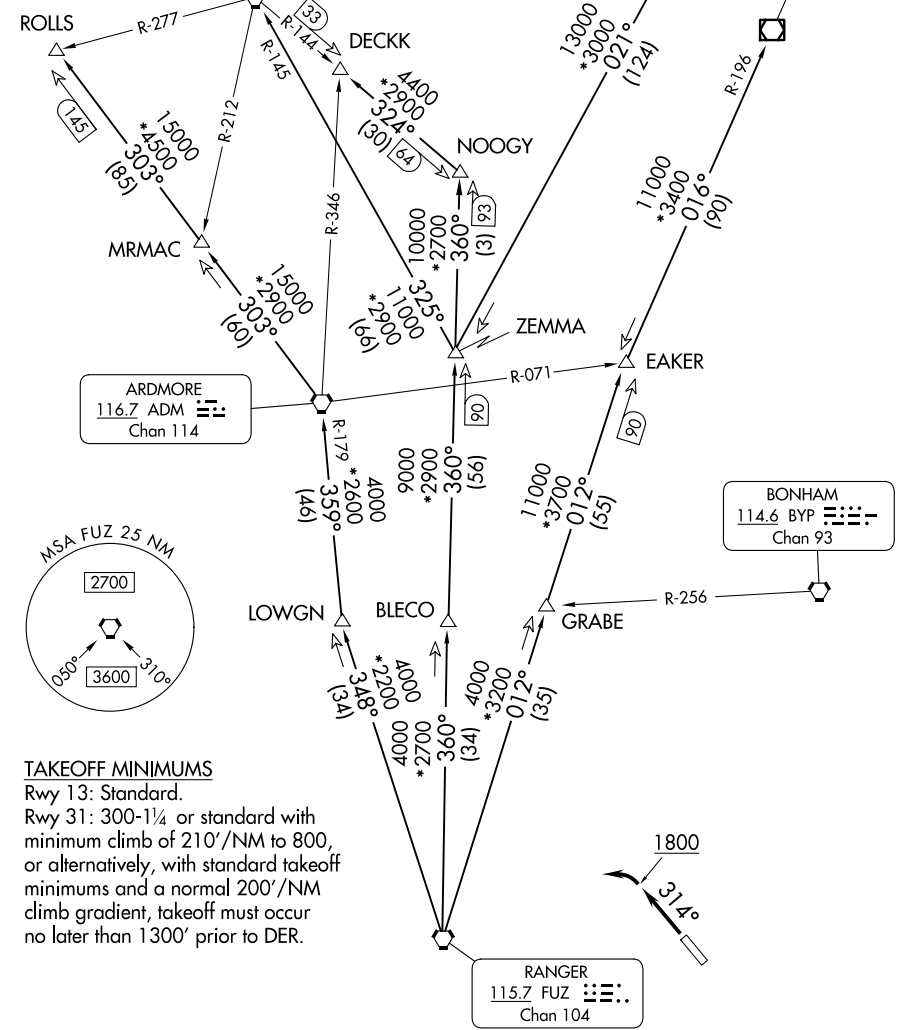 ROLLS
R-277
33
R-144
DECKK
R-145
13000
*3000
021°
(124)
R-196
145
15000
*4500
303°
(85)
R-212
4400
*2900
324°
(30)
64
NOOGY
93
R-346
10000
*2700
360°
(3)
11000
*3400
016°
(90)
MRMAC
15000
*2900
303°
(60)
325°
11000
*2900
(66)
ZEMMA
EAKER
ARDMORE
116.7 ADM
Chan 114
R-071
90
90
R-179
4000
*2600
359°
(46)
9000
*2900
360°
(56)
11000
*3700
012°
(55)
BONHAM
114.6 BYP
Chan 93
MSA FUZ 25 NM
2700
050°
3600
310°
LOWGN
BLECO
GRABE
R-256
4000
*2200
348°
(34)
4000
*2700
360°
(34)
4000
*3200
012°
(35)
TAKEOFF MINIMUMS
Rwy 13: Standard.
Rwy 31: 300-1¼ or standard with
minimum climb of 210'/NM to 800,
or alternatively, with standard takeoff
minimums and a normal 200'/NM
climb gradient, takeoff must occur
no later than 1300' prior to DER.
1800
314°
RANGER
115.7 FUZ
Chan 104